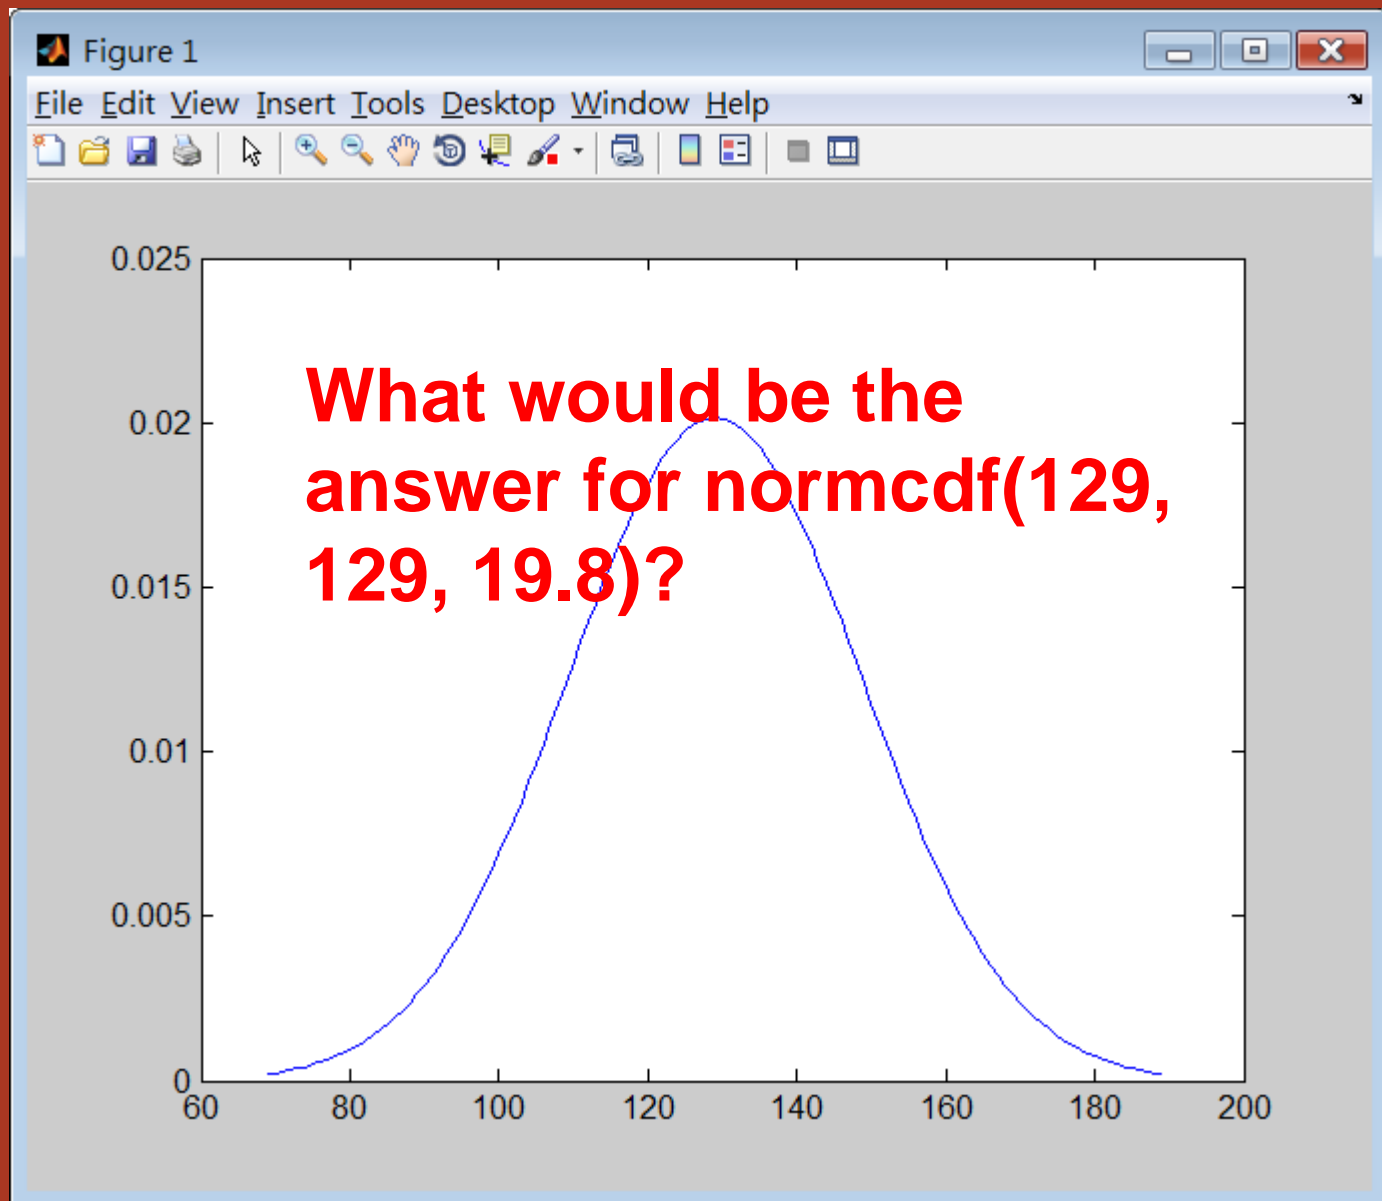 Figure 1
File Edit View Insert Tools Desktop Window Help
0.025
0.02
0.015
0.01
0.005
0
60 80 100 120 140 160 180 200
What would be the
answer for normcdf(129,
129, 19.8)?